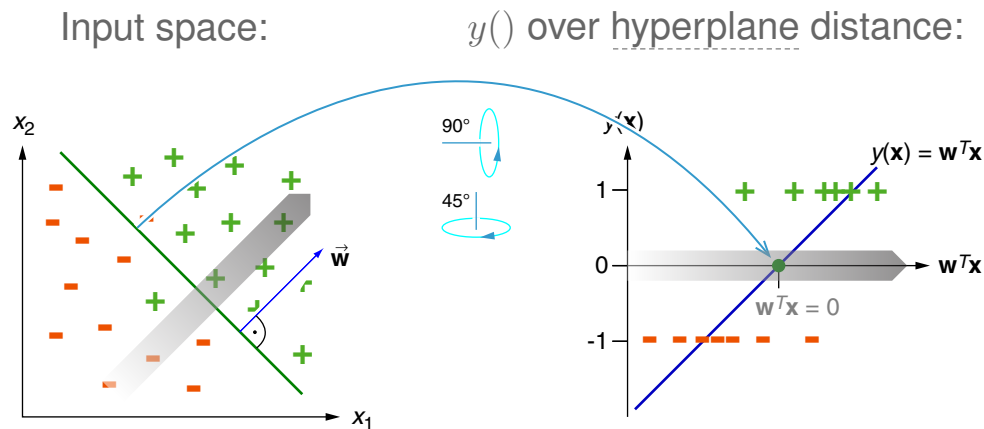 Input space:
y() over hyperplane distance:
x₂
90°
45°
w⃗
x₁
y(x)
y(x) = wᵀx
1
0
wᵀx
wᵀx = 0
-1